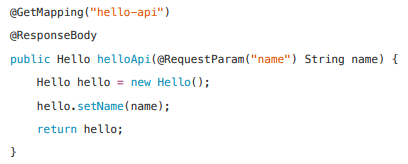 @GetMapping("hello-api")
@ResponseBody
public Hello helloApi(@RequestParam("name") String name) {
    Hello hello = new Hello();
    hello.setName(name);
    return hello;
}